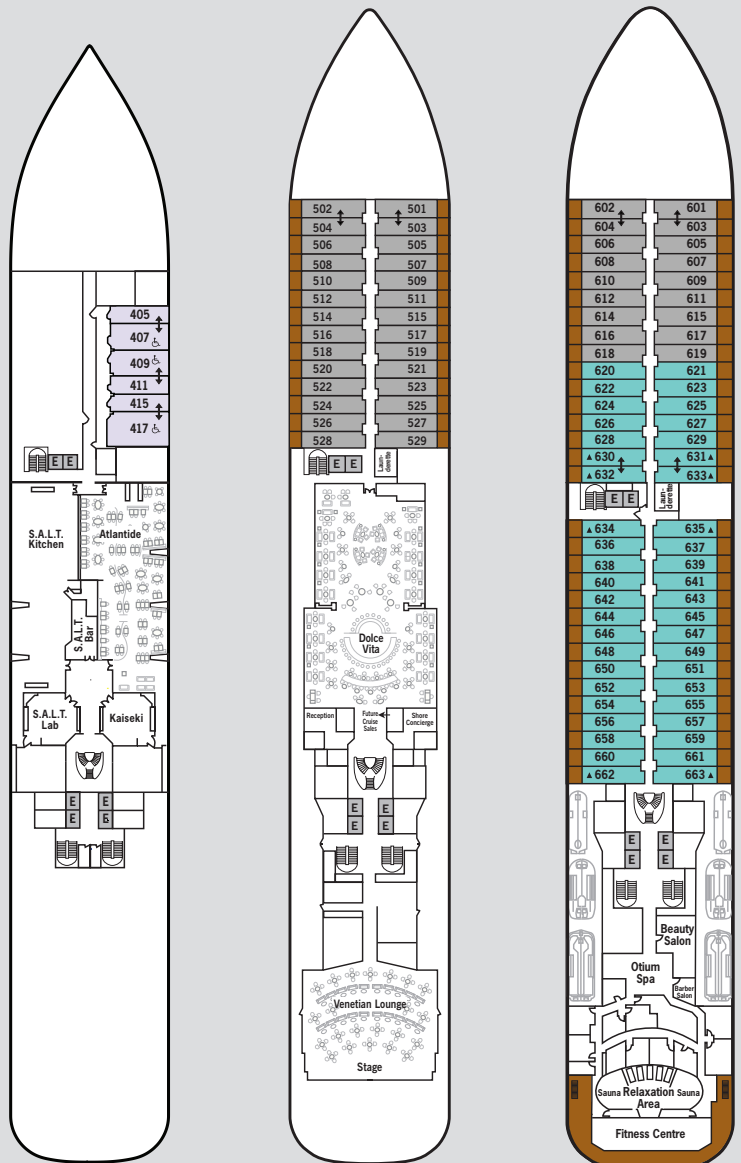 405
407 ♿
409 ♿
411
415
417 ♿
E E
S.A.L.T.
Kitchen
Atlantide
S.A.L.T.
Bar
S.A.L.T.
Lab
Kaiseki
E E
E E
502 501
504 503
506 505
508 507
510 509
512 511
514 515
516 517
518 519
520 521
522 523
524 525
526 527
528 529
E E
Laun-
derette
Dolce
Vita
Reception
Future
Cruise
Sales
Shore
Concierge
E E
E E
Venetian Lounge
Stage
602 601
604 603
606 605
608 607
610 609
612 611
614 615
616 617
618 619
620 621
622 623
624 625
626 627
628 629
▲630 631▲
▲632 633▲
E E
Laun-
derette
▲634 635▲
636 637
638 639
640 641
642 643
644 645
646 647
648 649
650 651
652 653
654 655
656 657
658 659
660 661
▲662 663▲
E E
E E
Beauty
Salon
Otium
Spa
Barber
Salon
Sauna Relaxation Sauna
Area
Fitness Centre